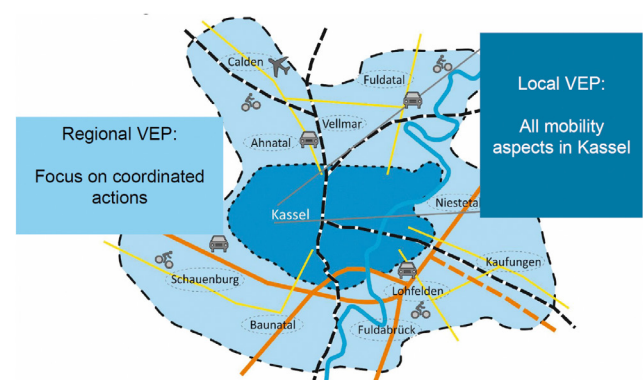 Calden
Fuldatal
Local VEP:
All mobility
aspects in Kassel
Regional VEP:
Focus on coordinated
actions
Vellmar
Ahnatal
Kassel
Niestetal
Kaufungen
Schauenburg
Lohfelden
Baunatal
Fuldabrück